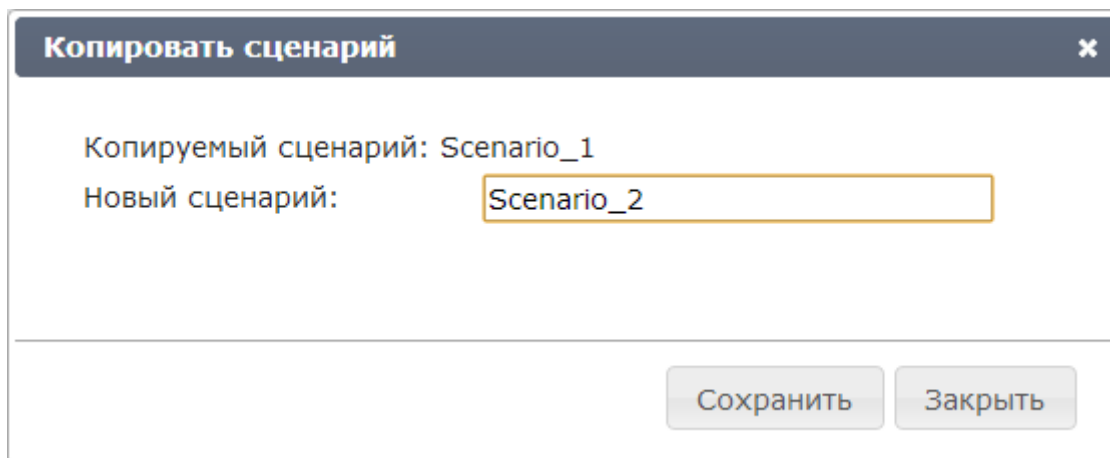 Копировать сценарий
Копируемый сценарий: Scenario_1
Новый сценарий: Scenario_2
Сохранить Закрыть